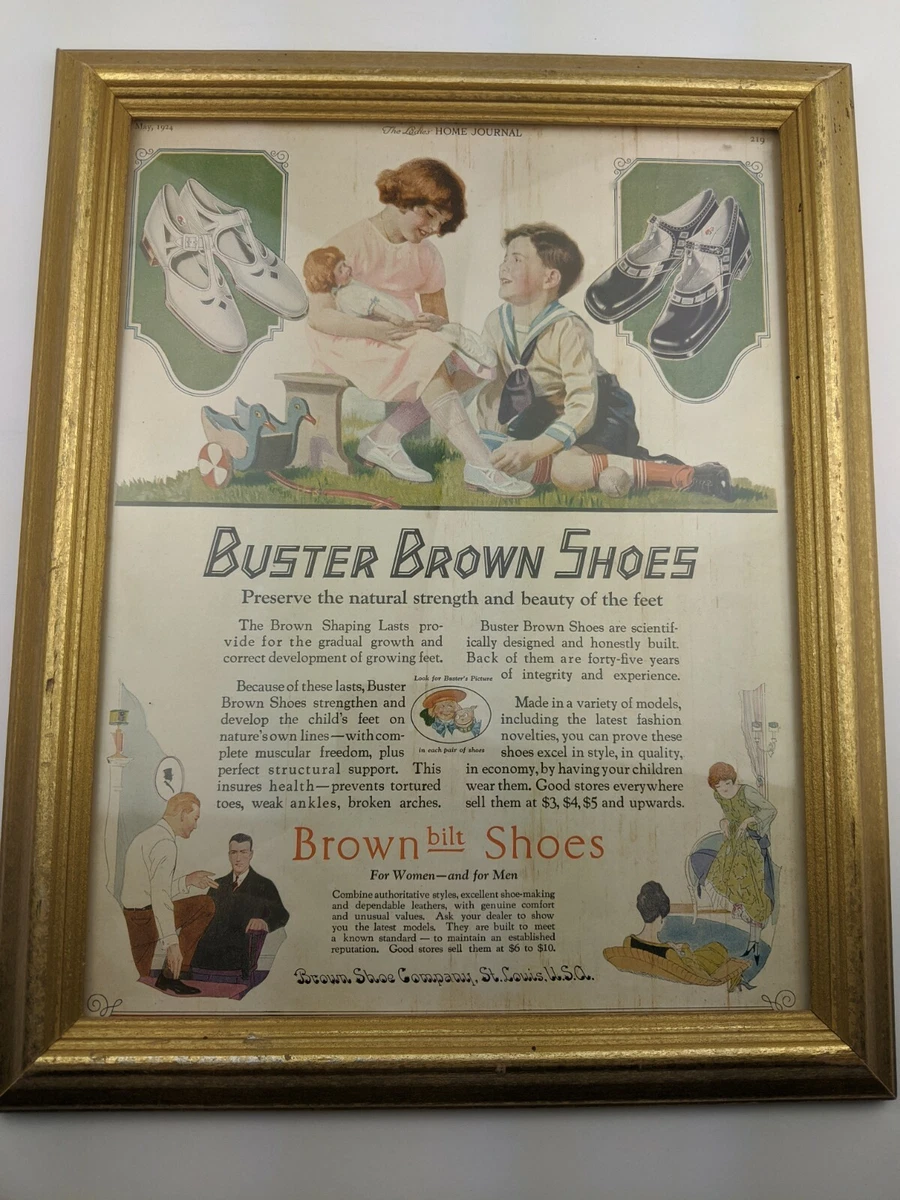 May, 1924
The Ladies' HOME JOURNAL
219
BUSTER BROWN SHOES
Preserve the natural strength and beauty of the feet
The Brown Shaping Lasts pro-
vide for the gradual growth and
correct development of growing feet.
Because of these lasts, Buster
Brown Shoes strengthen and
develop the child's feet on
nature's own lines—with com-
plete muscular freedom, plus
perfect structural support. This
insures health—prevents tortured
toes, weak ankles, broken arches.
Look for Buster's Picture
in each pair of shoes
Buster Brown Shoes are scientif-
ically designed and honestly built.
Back of them are forty-five years
of integrity and experience.
Made in a variety of models,
including the latest fashion
novelties, you can prove these
shoes excel in style, in quality,
in economy, by having your children
wear them. Good stores everywhere
sell them at $3, $4, $5 and upwards.
Brown bilt Shoes
For Women—and for Men
Combine authoritative styles, excellent shoe-making
and dependable leathers, with genuine comfort
and unusual values. Ask your dealer to show
you the latest models. They are built to meet
a known standard — to maintain an established
reputation. Good stores sell them at $6 to $10.
Brown Shoe Company, St. Louis, U.S.A.